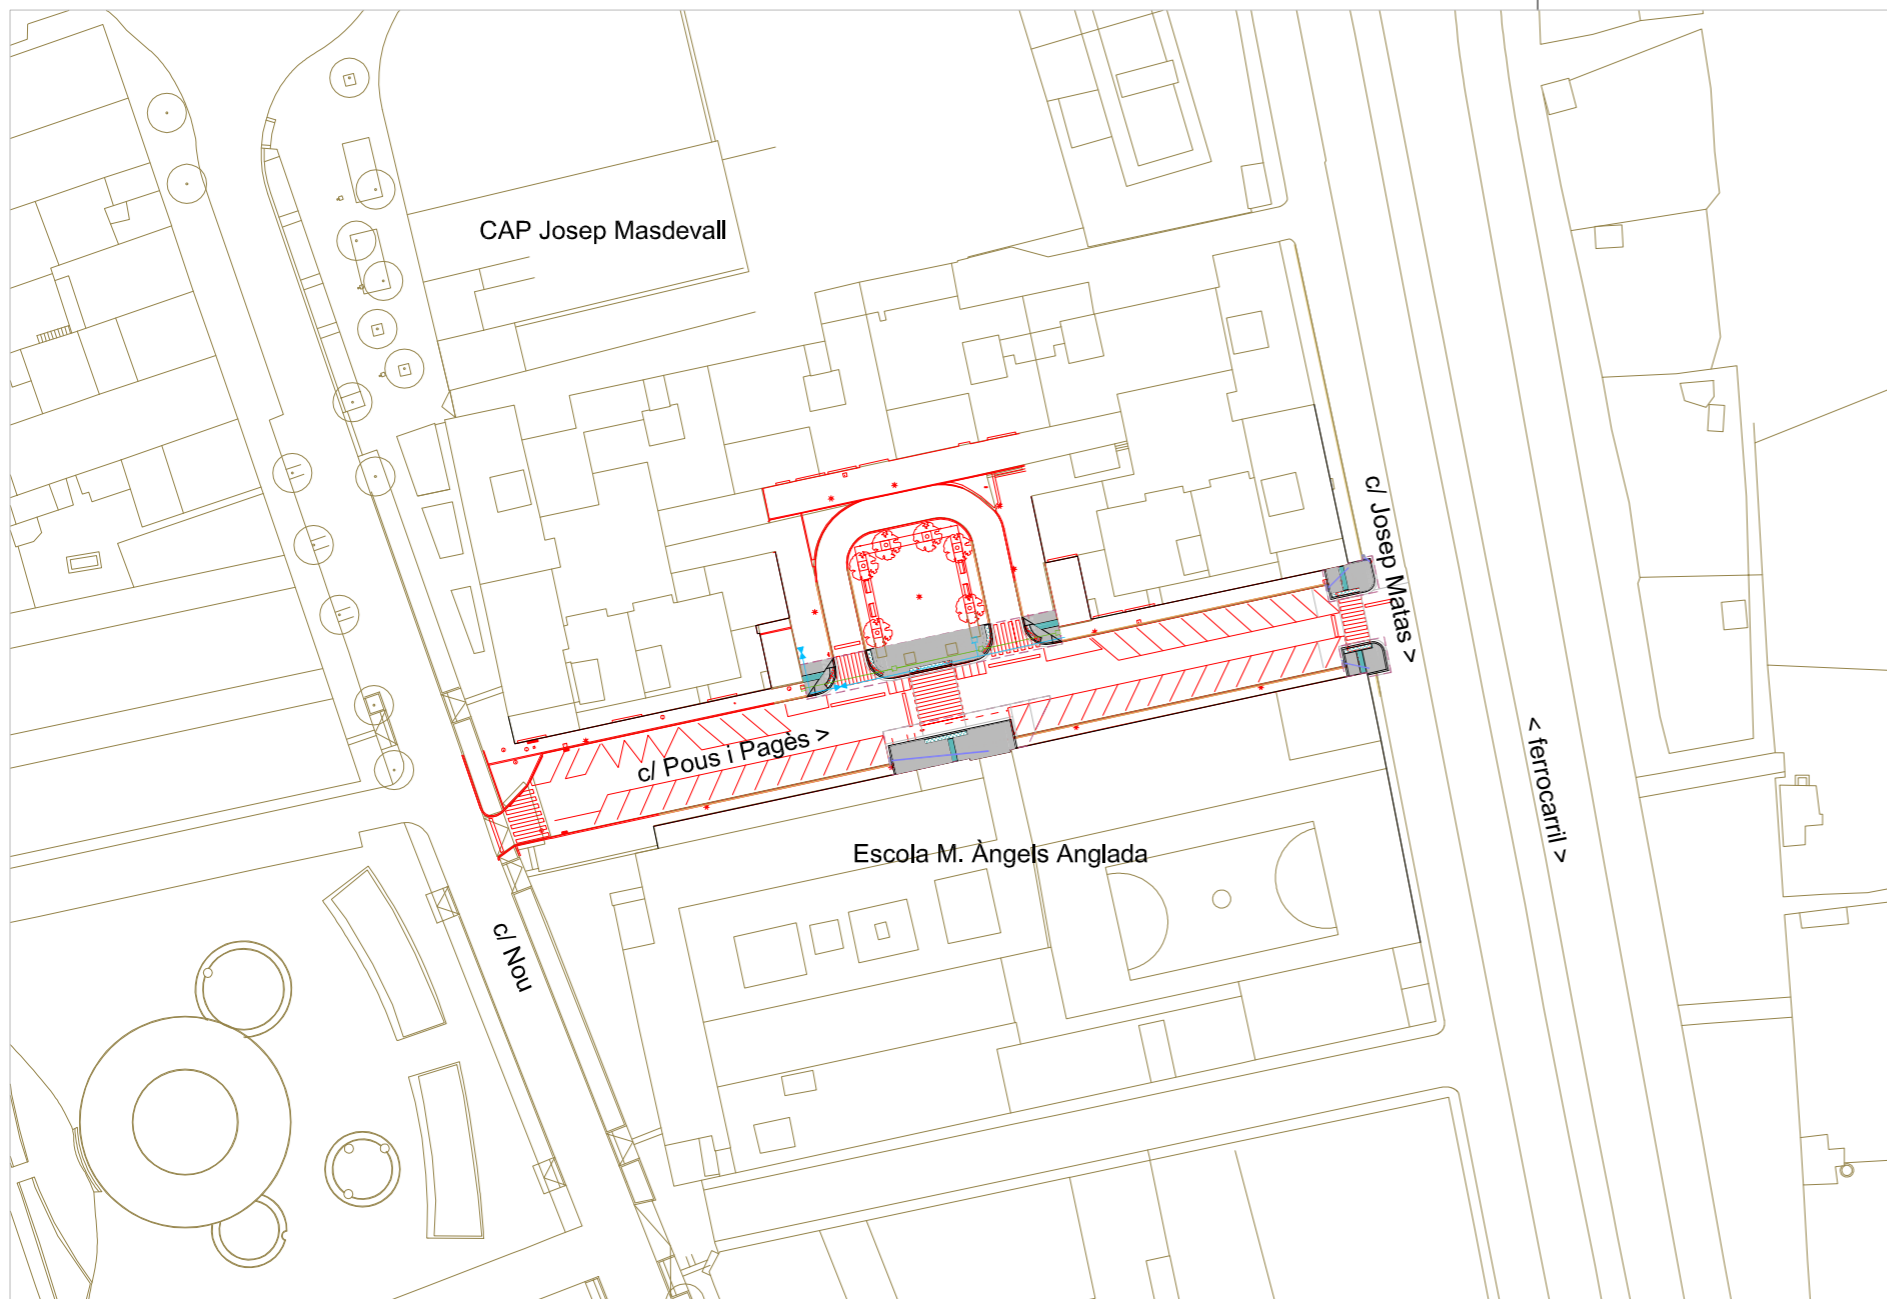 CAP Josep Masdevall
c/ Josep Matas >
c/ Pous i Pagès >
< ferrocarril >
Escola M. Àngels Anglada
c/ Nou